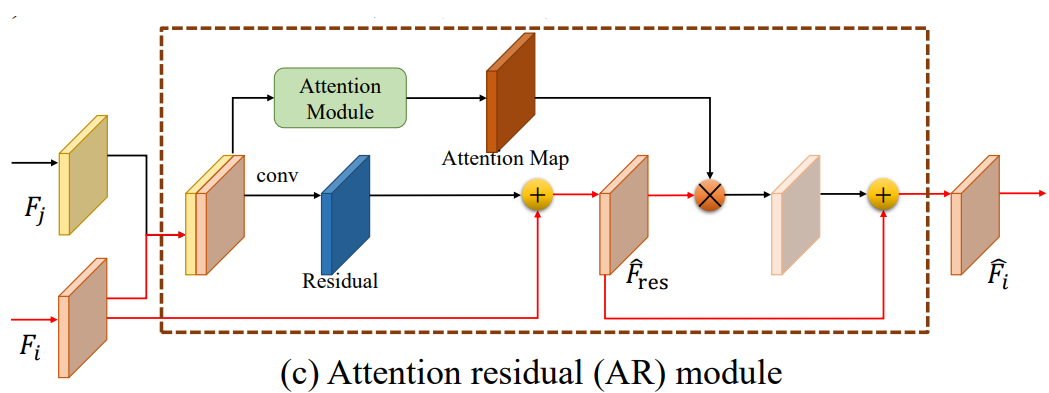 Attention
Module
Attention Map
conv
+
×
+
F_j
Residual
F̂_res
F̂_i
F_i
(c) Attention residual (AR) module